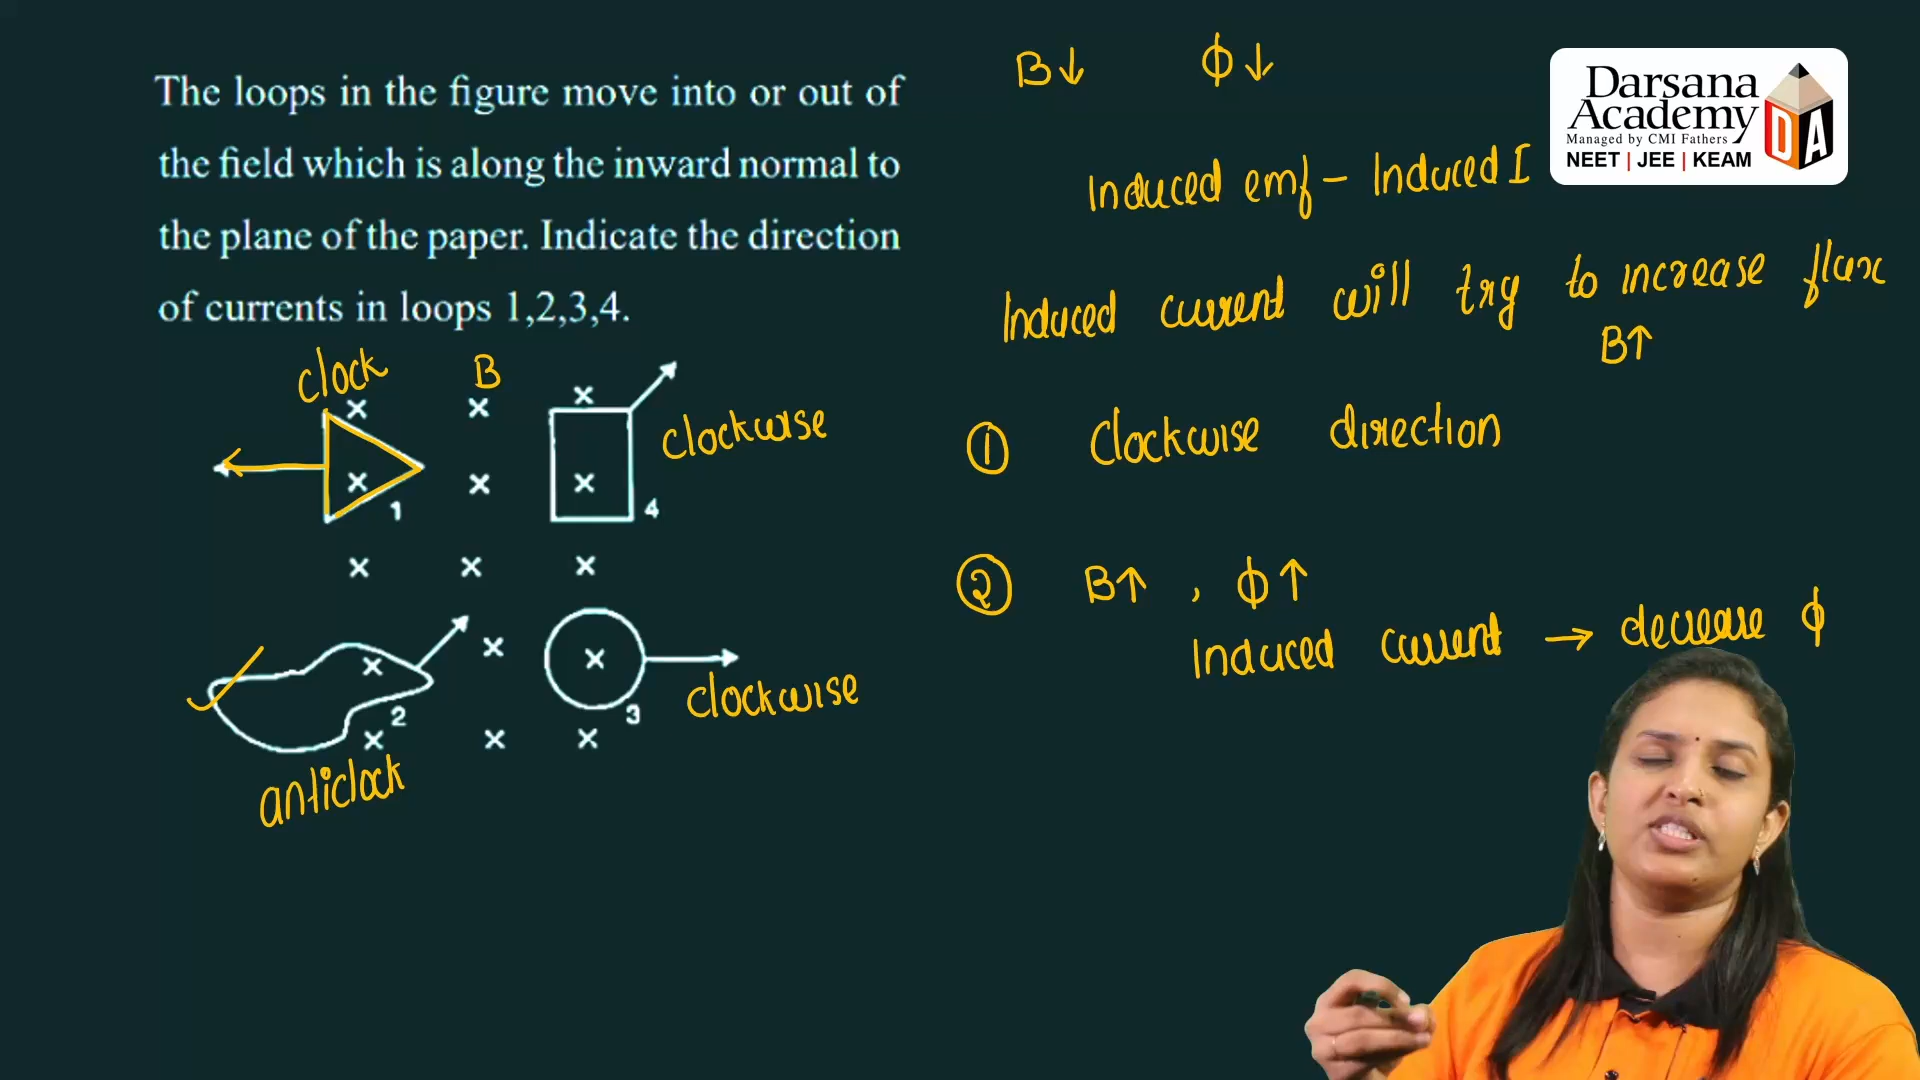 The loops in the figure move into or out of
the field which is along the inward normal to
the plane of the paper. Indicate the direction
of currents in loops 1,2,3,4.
clock
B
× × ×
clockwise
× × ×
1
4
× × ×
× × ×
2
3
clockwise
× × ×
anticlock
B↓ Φ↓
Induced emf – Induced I
Induced current will try to increase flux
B↑
① Clockwise direction
② B↑ , Φ↑
Induced current → decrease Φ
Darsana
Academy
Managed by CMI Fathers
DA
NEET | JEE | KEAM